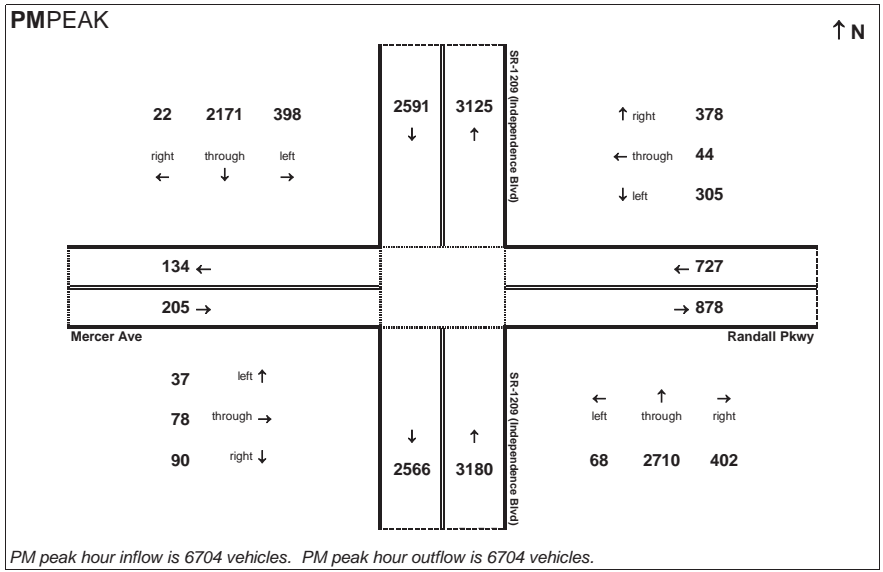 PMPEAK
↑ N
SR-1209 (Independence Blvd)
2591 3125
↓ ↑
22 2171 398
right through left
← ↓ →
↑ right 378
← through 44
↓ left 305
134 ←
← 727
205 →
→ 878
Mercer Ave
Randall Pkwy
37 left ↑
78 through →
90 right ↓
SR-1209 (Independence Blvd)
↓ ↑
2566 3180
← ↑ →
left through right
68 2710 402
PM peak hour inflow is 6704 vehicles. PM peak hour outflow is 6704 vehicles.